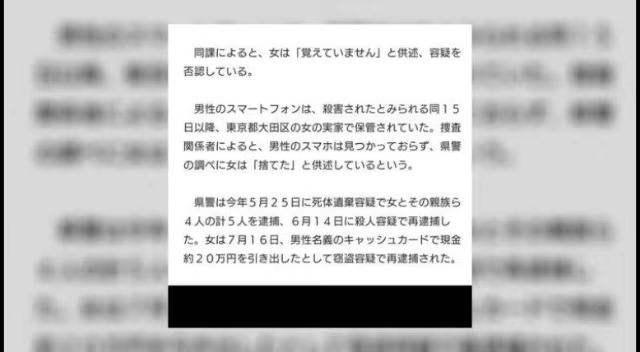 同課によると、女は「覚えていません」と供述、容疑を
否認している。
男性のスマートフォンは、殺害されたとみられる同１５
日以降、東京都大田区の女の実家で保管されていた。捜査
関係者によると、男性のスマホは見つかっておらず、県警
の調べに女は「捨てた」と供述しているという。
県警は今年５月２５日に死体遺棄容疑で女とその親族ら
４人の計５人を逮捕、６月１４日に殺人容疑で再逮捕し
た。女は７月１６日、男性名義のキャッシュカードで現金
約２０万円を引き出したとして窃盗容疑で再逮捕された。